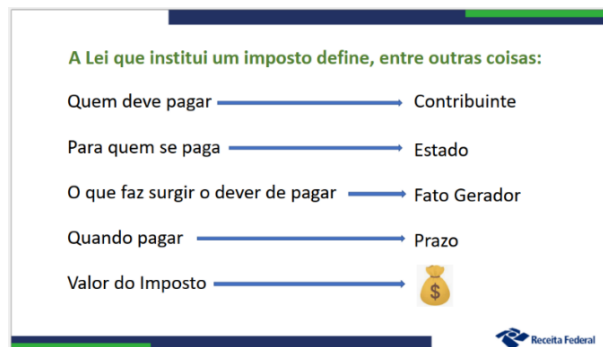 A Lei que institui um imposto define, entre outras coisas:
Quem deve pagar Contribuinte
Para quem se paga Estado
O que faz surgir o dever de pagar Fato Gerador
Quando pagar Prazo
Valor do Imposto $
Receita Federal